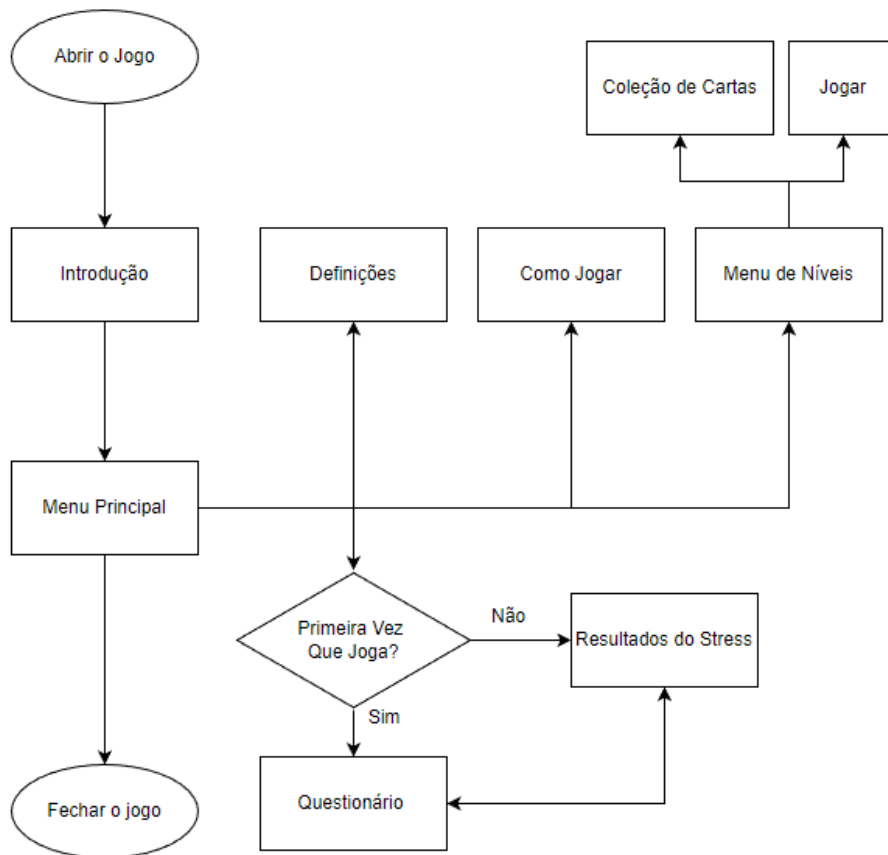 Abrir o Jogo
Coleção de Cartas
Jogar
Introdução
Definições
Como Jogar
Menu de Níveis
Menu Principal
Primeira Vez
Que Joga?
Não
Resultados do Stress
Sim
Questionário
Fechar o jogo